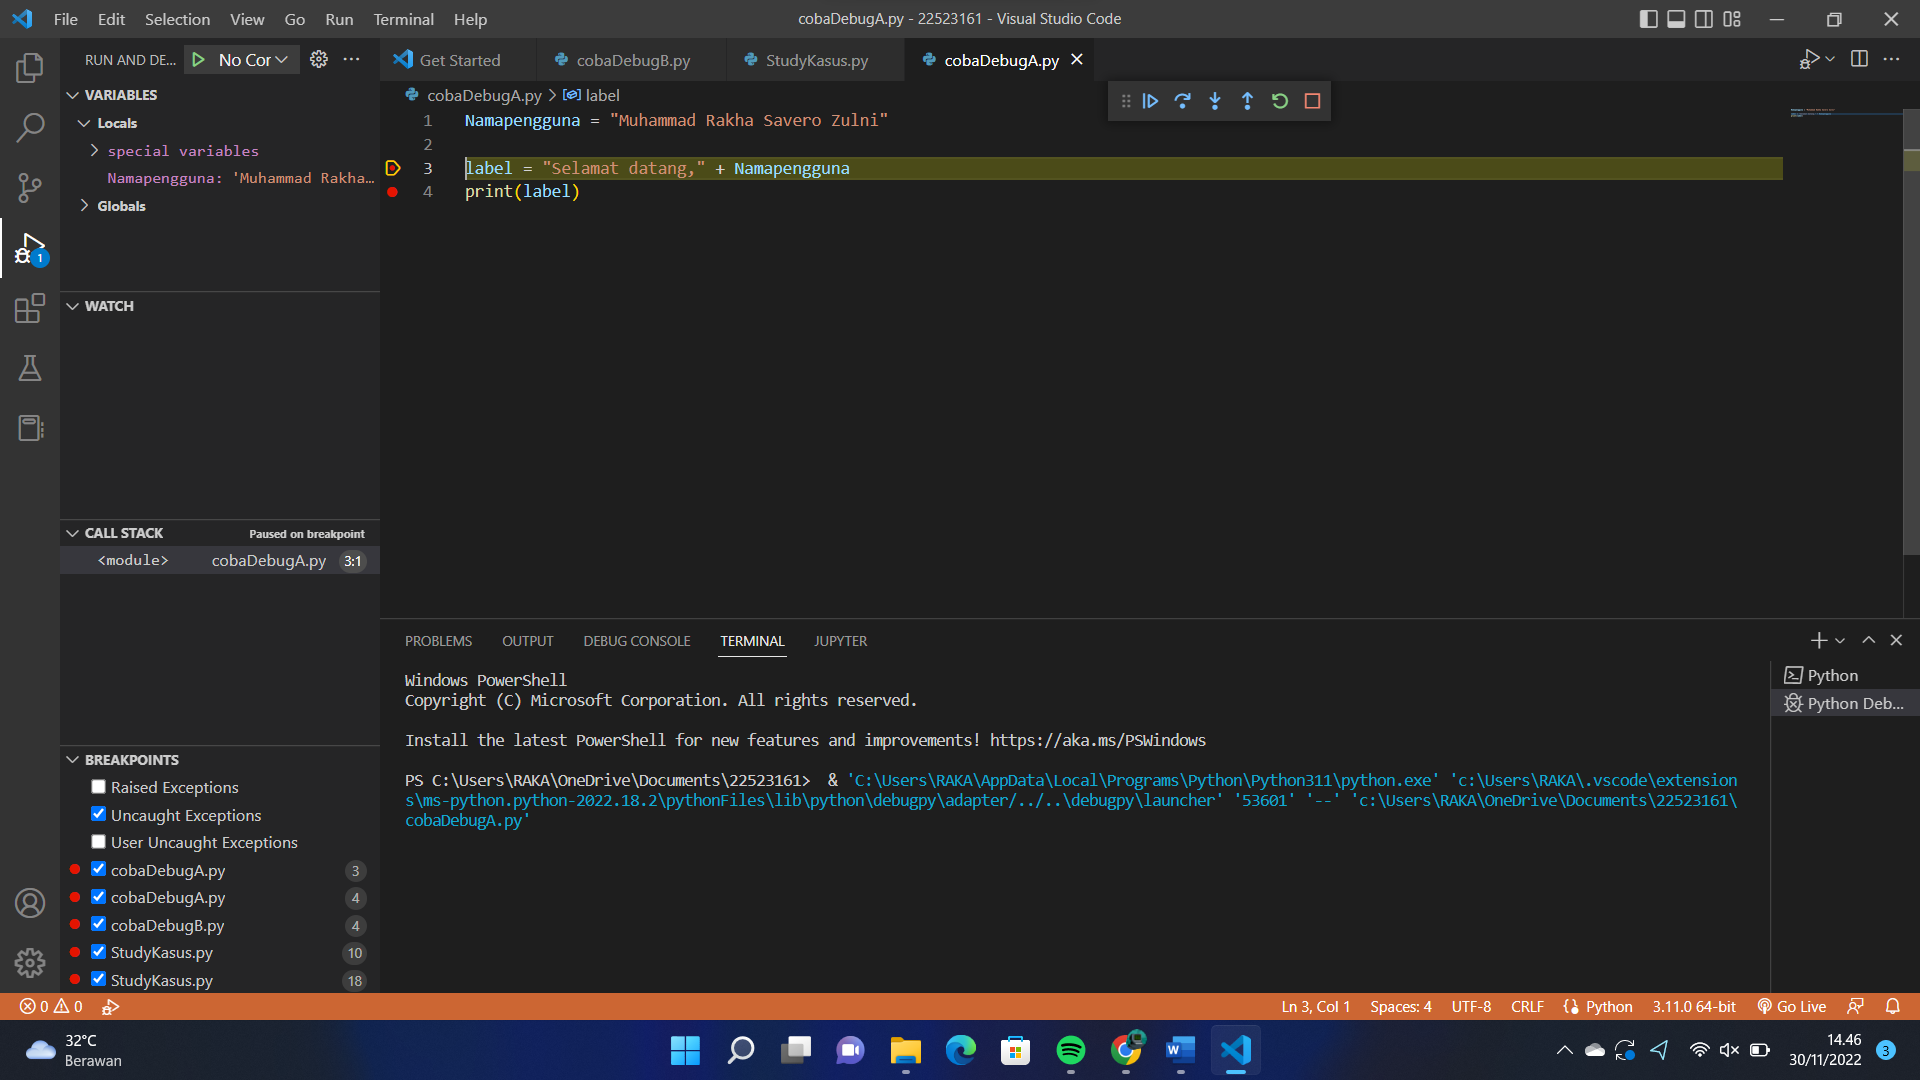 File Edit Selection View Go Run Terminal Help
cobaDebugA.py - 22523161 - Visual Studio Code
RUN AND DE... No Cor
Get Started cobaDebugB.py StudyKasus.py cobaDebugA.py
VARIABLES
Locals
special variables
Namapengguna: 'Muhammad Rakha...
Globals
WATCH
CALL STACK Paused on breakpoint
<module> cobaDebugA.py 3:1
BREAKPOINTS
Raised Exceptions
Uncaught Exceptions
User Uncaught Exceptions
cobaDebugA.py 3
cobaDebugA.py 4
cobaDebugB.py 4
StudyKasus.py 10
StudyKasus.py 18
1
cobaDebugA.py > label
1 Namapengguna = "Muhammad Rakha Savero Zulni"
2
3 label = "Selamat datang," + Namapengguna
4 print(label)
PROBLEMS OUTPUT DEBUG CONSOLE TERMINAL JUPYTER
Windows PowerShell
Copyright (C) Microsoft Corporation. All rights reserved.
Install the latest PowerShell for new features and improvements! https://aka.ms/PSWindows
PS C:\Users\RAKA\OneDrive\Documents\22523161> & 'C:\Users\RAKA\AppData\Local\Programs\Python\Python311\python.exe' 'c:\Users\RAKA\.vscode\extension
s\ms-python.python-2022.18.2\pythonFiles\lib\python\debugpy\adapter/../..\debugpy\launcher' '53601' '--' 'c:\Users\RAKA\OneDrive\Documents\22523161\
cobaDebugA.py'
Python
Python Deb...
0 0
Ln 3, Col 1 Spaces: 4 UTF-8 CRLF Python 3.11.0 64-bit Go Live
32°C
Berawan
14.46
30/11/2022
3